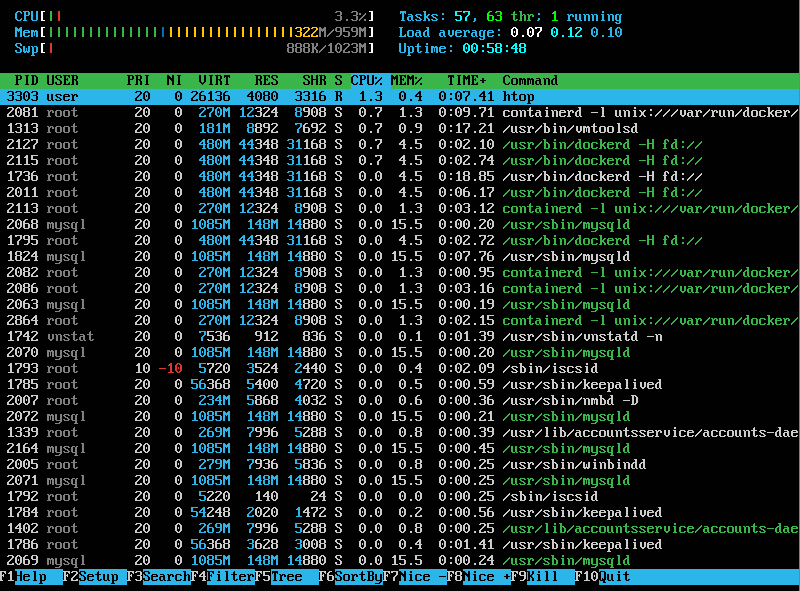 CPU[|| 3.3%] Tasks: 57, 63 thr; 1 running
Mem[||||||||||||||||||||||||||||||||322M/959M] Load average: 0.07 0.12 0.10
Swp[| 888K/1023M] Uptime: 00:58:48
PID USER PRI NI VIRT RES SHR S CPU% MEM% TIME+ Command
3303 user 20 0 26136 4080 3316 R 1.3 0.4 0:07.41 htop
2081 root 20 0 270M 12324 8908 S 0.7 1.3 0:09.71 containerd -l unix:///var/run/docker/
1313 root 20 0 181M 8892 7692 S 0.7 0.9 0:17.21 /usr/bin/vmtoolsd
2127 root 20 0 480M 44348 31168 S 0.7 4.5 0:02.10 /usr/bin/dockerd -H fd://
2115 root 20 0 480M 44348 31168 S 0.7 4.5 0:02.74 /usr/bin/dockerd -H fd://
1736 root 20 0 480M 44348 31168 S 0.0 4.5 0:18.85 /usr/bin/dockerd -H fd://
2011 root 20 0 480M 44348 31168 S 0.0 4.5 0:06.17 /usr/bin/dockerd -H fd://
2113 root 20 0 270M 12324 8908 S 0.0 1.3 0:03.12 containerd -l unix:///var/run/docker/
2068 mysql 20 0 1085M 148M 14880 S 0.0 15.5 0:00.20 /usr/sbin/mysqld
1795 root 20 0 480M 44348 31168 S 0.0 4.5 0:02.72 /usr/bin/dockerd -H fd://
1824 mysql 20 0 1085M 148M 14880 S 0.0 15.5 0:07.76 /usr/sbin/mysqld
2082 root 20 0 270M 12324 8908 S 0.0 1.3 0:00.95 containerd -l unix:///var/run/docker/
2086 root 20 0 270M 12324 8908 S 0.0 1.3 0:03.16 containerd -l unix:///var/run/docker/
2063 mysql 20 0 1085M 148M 14880 S 0.0 15.5 0:00.19 /usr/sbin/mysqld
2864 root 20 0 270M 12324 8908 S 0.0 1.3 0:02.15 containerd -l unix:///var/run/docker/
1742 vnstat 20 0 7536 912 836 S 0.0 0.1 0:01.39 /usr/sbin/vnstatd -n
2070 mysql 20 0 1085M 148M 14880 S 0.0 15.5 0:00.20 /usr/sbin/mysqld
1793 root 10 -10 5720 3524 2440 S 0.0 0.4 0:02.09 /sbin/iscsid
1785 root 20 0 56368 5400 4720 S 0.0 0.5 0:00.59 /usr/sbin/keepalived
2007 root 20 0 234M 5868 4032 S 0.0 0.6 0:00.36 /usr/sbin/nmbd -D
2072 mysql 20 0 1085M 148M 14880 S 0.0 15.5 0:00.21 /usr/sbin/mysqld
1339 root 20 0 269M 7996 5288 S 0.0 0.8 0:00.39 /usr/lib/accountsservice/accounts-dae
2164 mysql 20 0 1085M 148M 14880 S 0.0 15.5 0:00.45 /usr/sbin/mysqld
2005 root 20 0 279M 7936 5836 S 0.0 0.8 0:00.25 /usr/sbin/winbindd
2071 mysql 20 0 1085M 148M 14880 S 0.0 15.5 0:00.25 /usr/sbin/mysqld
1792 root 20 0 5220 140 24 S 0.0 0.0 0:00.25 /sbin/iscsid
1784 root 20 0 54248 2020 1472 S 0.0 0.2 0:00.56 /usr/sbin/keepalived
1402 root 20 0 269M 7996 5288 S 0.0 0.8 0:00.25 /usr/lib/accountsservice/accounts-dae
1786 root 20 0 56368 3628 3008 S 0.0 0.4 0:01.41 /usr/sbin/keepalived
2069 mysql 20 0 1085M 148M 14880 S 0.0 15.5 0:00.24 /usr/sbin/mysqld
F1Help F2Setup F3SearchF4FilterF5Tree F6SortByF7Nice -F8Nice +F9Kill F10Quit